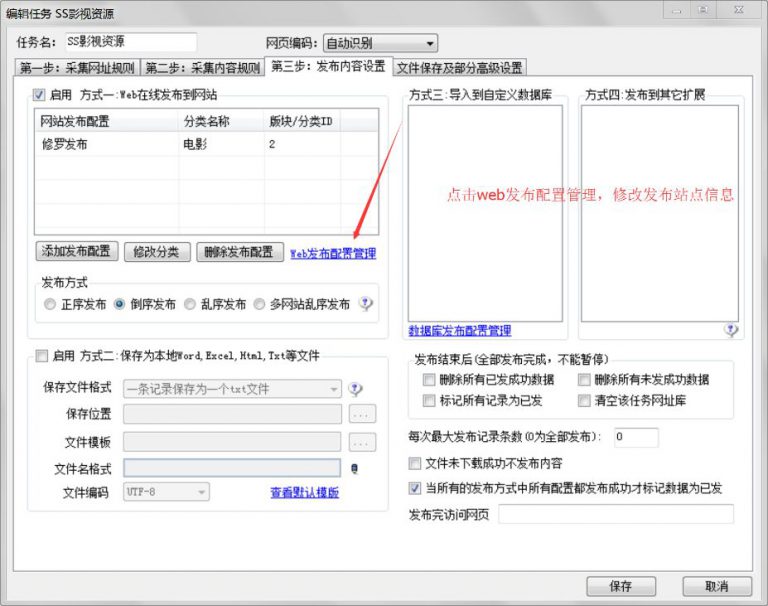 编辑任务 SS影视资源
任务名: SS影视资源 网页编码: 自动识别
第一步：采集网址规则 第二步：采集内容规则 第三步：发布内容设置 文件保存及部分高级设置
启用 方式一:Web在线发布到网站
网站发布配置 分类名称 版块/分类ID
修罗发布 电影 2
添加发布配置 修改分类 删除发布配置 Web发布配置管理
发布方式
正序发布 倒序发布 乱序发布 多网站乱序发布
启用 方式二:保存为本地Word,Excel,Html,Txt等文件
保存文件格式 一条记录保存为一个txt文件
保存位置 ...
文件模板 ...
文件名格式
文件编码 UTF-8 查看默认模版
方式三:导入到自定义数据库 方式四:发布到其它扩展
点击web发布配置管理，修改发布站点信息
数据库发布配置管理
发布结束后(全部发布完成，不能暂停)
删除所有已发成功数据 删除所有未发成功数据
标记所有记录为已发 清空该任务网址库
每次最大发布记录条数(0为全部发布): 0
文件未下载成功不发布内容
当所有的发布方式中所有配置都发布成功才标记数据为已发
发布完访问网页
保存 取消